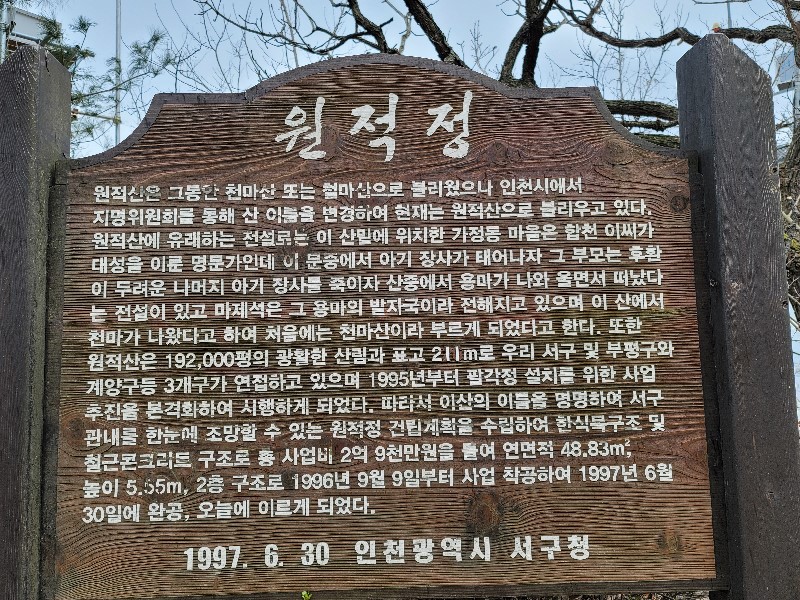 원적정
원적산은 그동안 천마산 또는 철마산으로 불리웠으나 인천시에서
지명위원회를 통해 산 이름을 변경하여 현재는 원적산으로 불리우고 있다.
원적산에 유래하는 전설로는 이 산밑에 위치한 가정동 마을은 합천 이씨가
대성을 이룬 명문가인데 이 문중에서 아기 장사가 태어나자 그 부모는 후환
이 두려운 나머지 아기 장사를 죽이자 산중에서 용마가 나와 울면서 떠났다
는 전설이 있고 마제석은 그 용마의 발자국이라 전해지고 있으며 이 산에서
천마가 나왔다고 하여 처음에는 천마산이라 부르게 되었다고 한다. 또한
원적산은 192,000평의 광활한 산림과 표고 211m로 우리 서구 및 부평구와
계양구등 3개구가 연접하고 있으며 1995년부터 팔각정 설치를 위한 사업
추진을 본격화하여 시행하게 되었다. 따라서 이산의 이름을 명명하여 서구
관내를 한눈에 조망할 수 있는 원적정 건립계획을 수립하여 한식목구조 및
철근콘크리트 구조로 총 사업비 2억 9천만원을 들여 연면적 48.83m²,
높이 5.55m, 2층 구조로 1996년 9월 9일부터 사업 착공하여 1997년 6월
30일에 완공, 오늘에 이르게 되었다.
1997. 6. 30 인천광역시 서구청